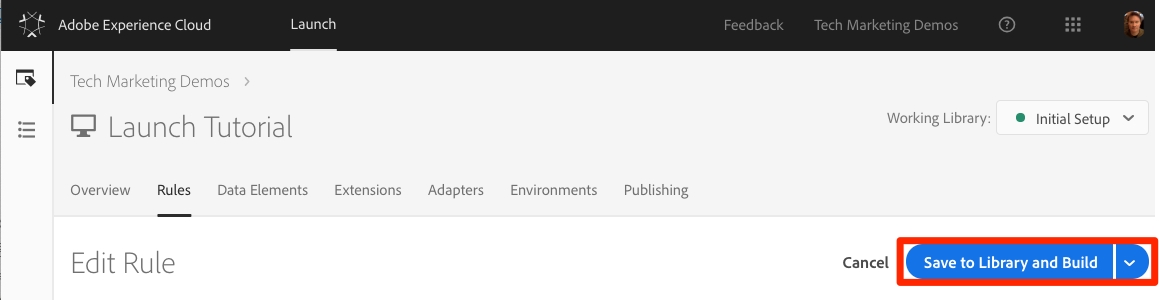 Adobe Experience Cloud Launch Feedback Tech Marketing Demos ?
Tech Marketing Demos >
Launch Tutorial
Working Library: Initial Setup
Overview Rules Data Elements Extensions Adapters Environments Publishing
Edit Rule
Cancel Save to Library and Build